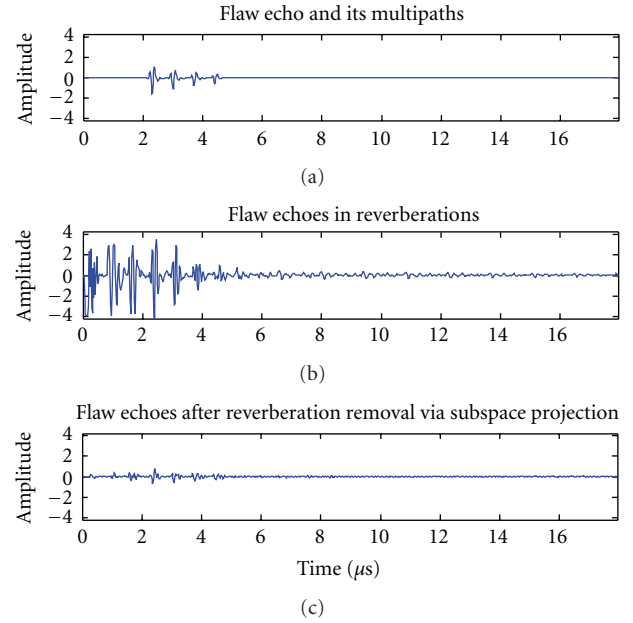 Flaw echo and its multipaths
Amplitude
4
2
0
−2
−4
0 2 4 6 8 10 12 14 16
(a)
Flaw echoes in reverberations
Amplitude
4
2
0
−2
−4
0 2 4 6 8 10 12 14 16
(b)
Flaw echoes after reverberation removal via subspace projection
Amplitude
4
2
0
−2
−4
0 2 4 6 8 10 12 14 16
Time (μs)
(c)